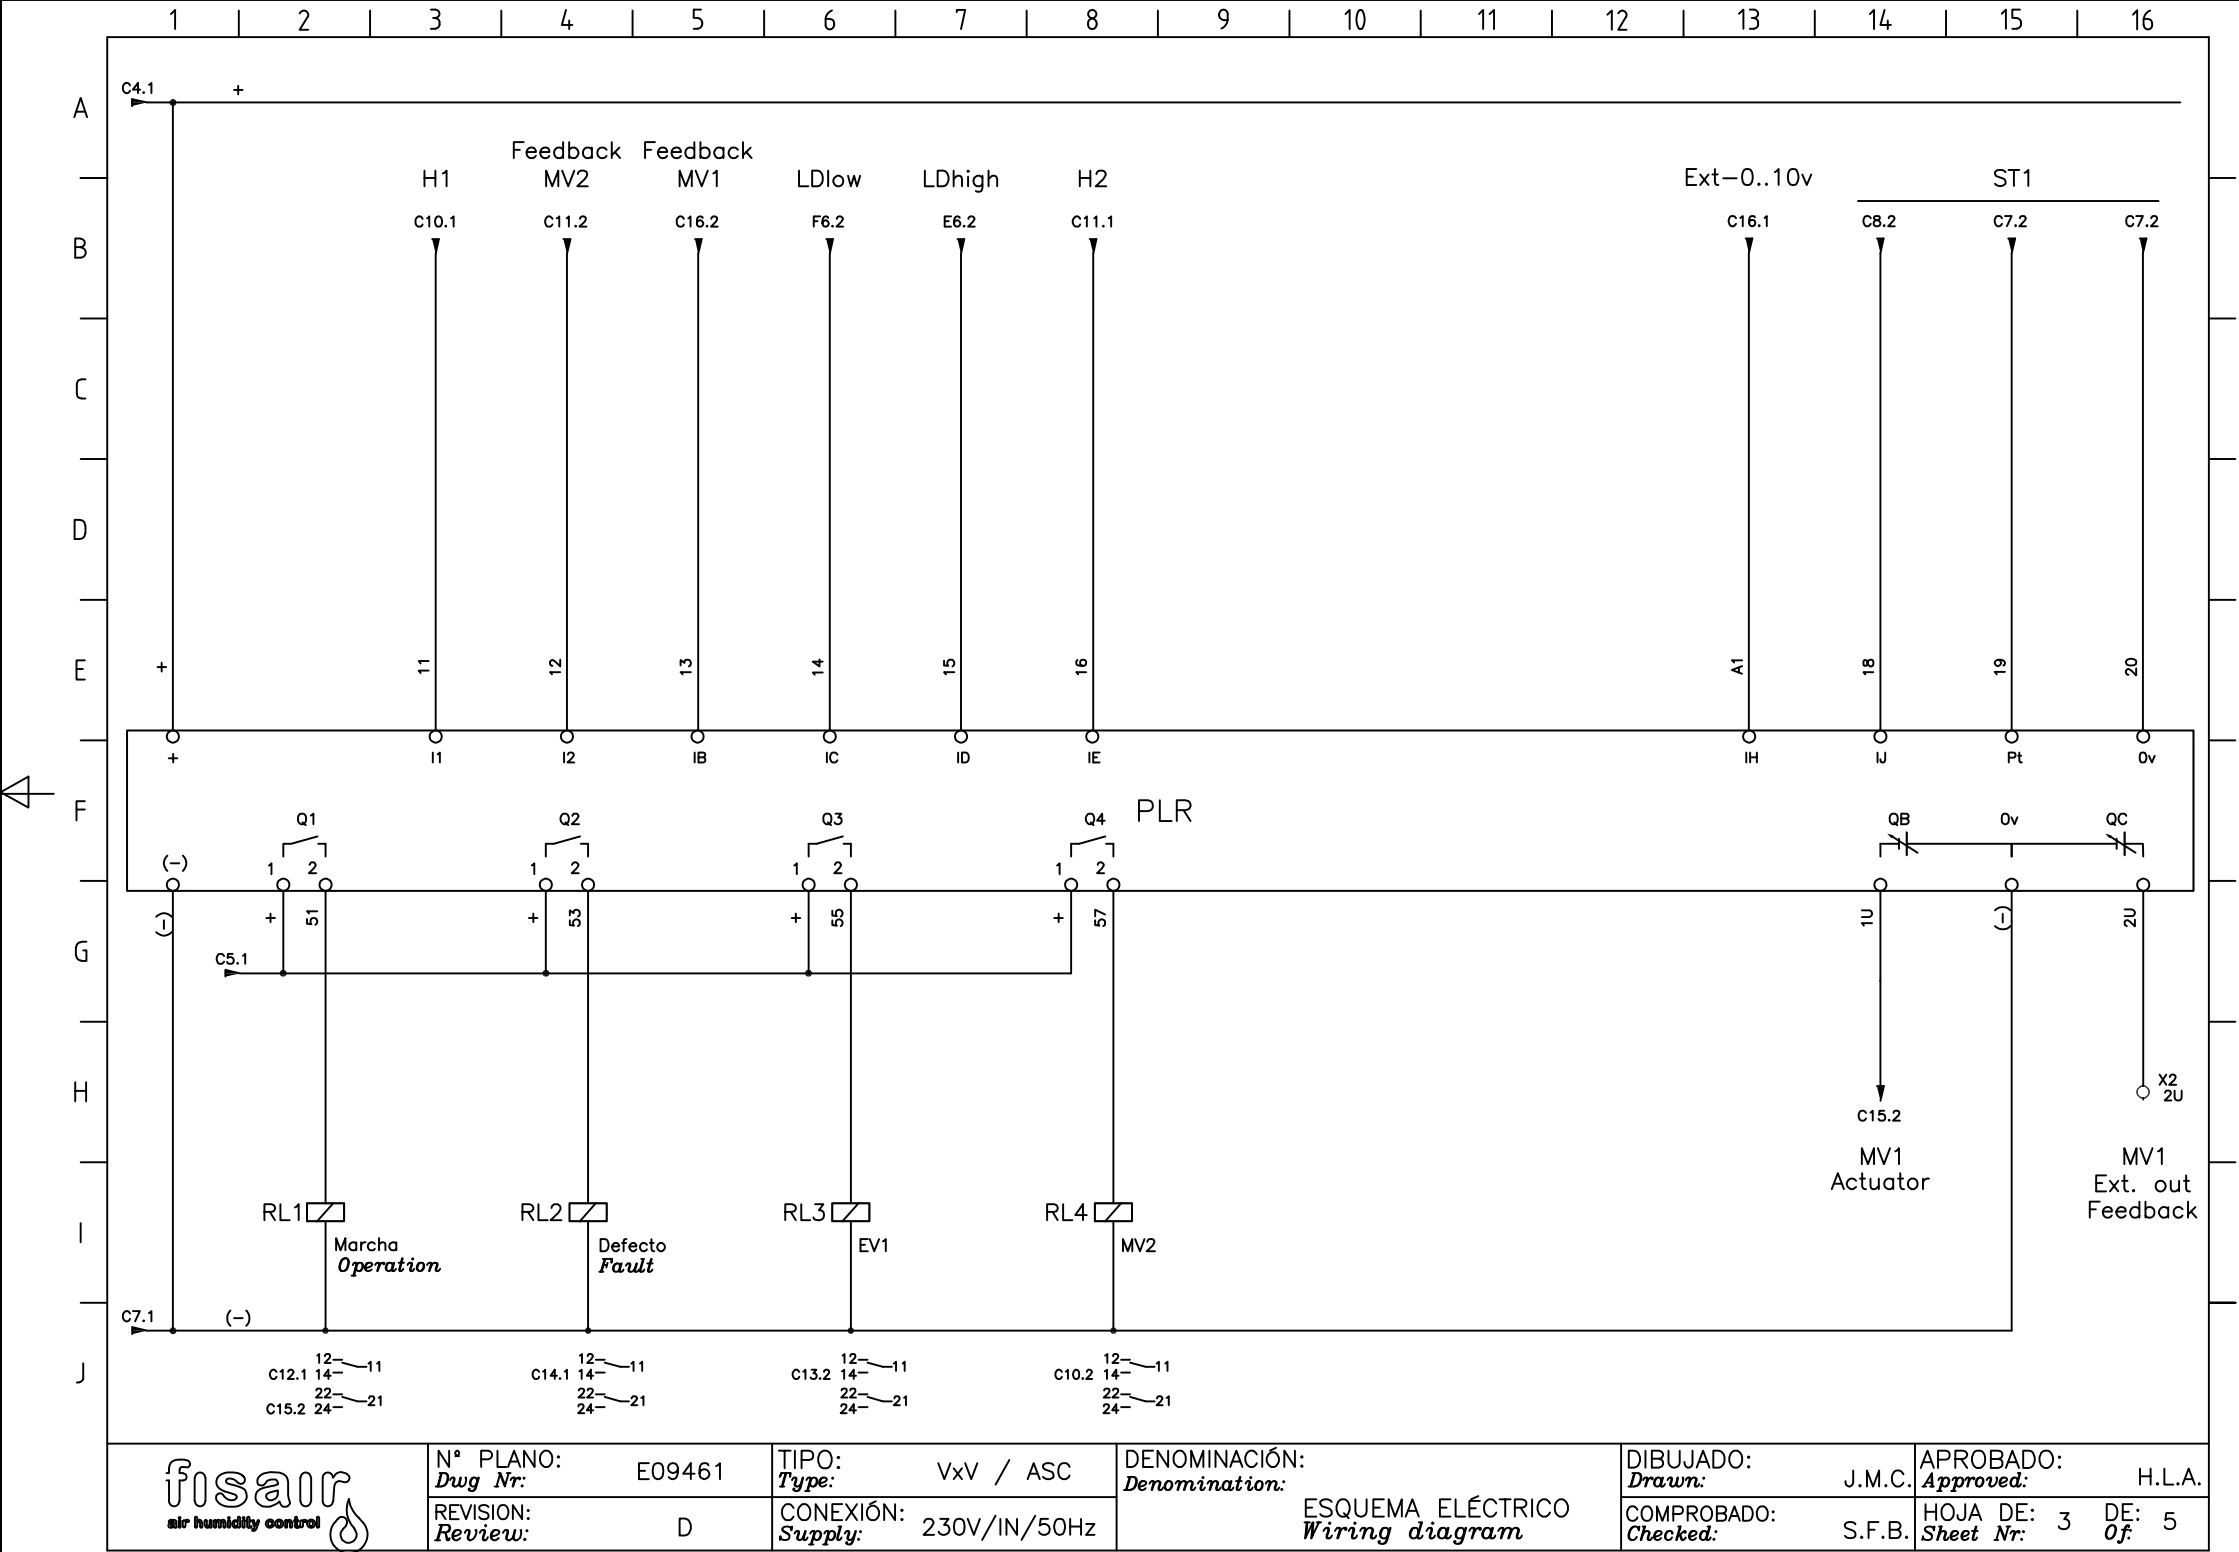 1 2 3 4 5 6 7 8 9 10 11 12 13 14 15 16
A
C4.1 +
Feedback Feedback
H1 MV2 MV1 LDlow LDhigh H2 Ext-0..10v ST1
C10.1 C11.2 C16.2 F6.2 E6.2 C11.1 C16.1 C8.2 C7.2 C7.2
B
C
D
E
+ 11 12 13 14 15 16 A1 18 19 20
+ I1 I2 IB IC ID IE IH IJ Pt 0v
F
PLR
Q1 Q2 Q3 Q4 QB 0v QC
(-) 1 2 1 2 1 2 1 2
(-) + 51 + 53 + 55 + 57 1U (-) 2U
G
C5.1
H
X2
2U
C15.2
MV1
Actuator
MV1
Ext. out
Feedback
I
RL1 RL2 RL3 RL4
Marcha
Operation
Defecto
Fault
EV1
MV2
C7.1 (-)
J
12 11 12 11 12 11 12 11
C12.1 14 C14.1 14 C13.2 14 C10.2 14
22 21 22 21 22 21 22 21
C15.2 24 24 24 24
fisair
air humidity control
Nª PLANO:
Dwg Nr:
E09461
REVISION:
Review:
D
TIPO:
Type:
VxV / ASC
CONEXIÓN:
Supply:
230V/IN/50Hz
DENOMINACIÓN:
Denomination:
ESQUEMA ELÉCTRICO
Wiring diagram
DIBUJADO:
Drawn:
J.M.C.
COMPROBADO:
Checked:
S.F.B.
APROBADO:
Approved:
H.L.A.
HOJA DE: 3 DE: 5
Sheet Nr: Of: